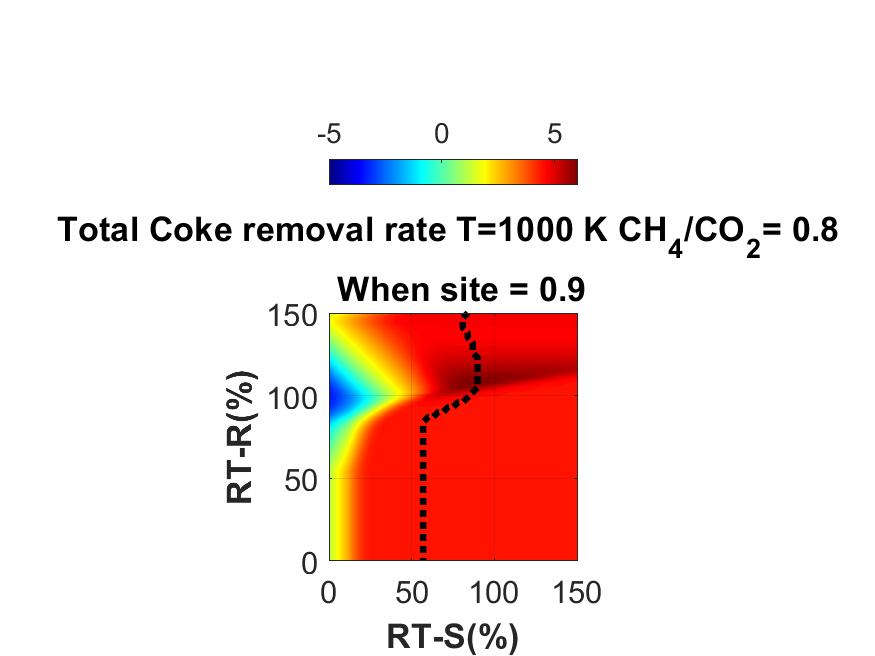 -5 0 5
Total Coke removal rate T=1000 K CH4/CO2= 0.8
When site = 0.9
150
100
50
0
RT-R(%)
0 50 100 150
RT-S(%)